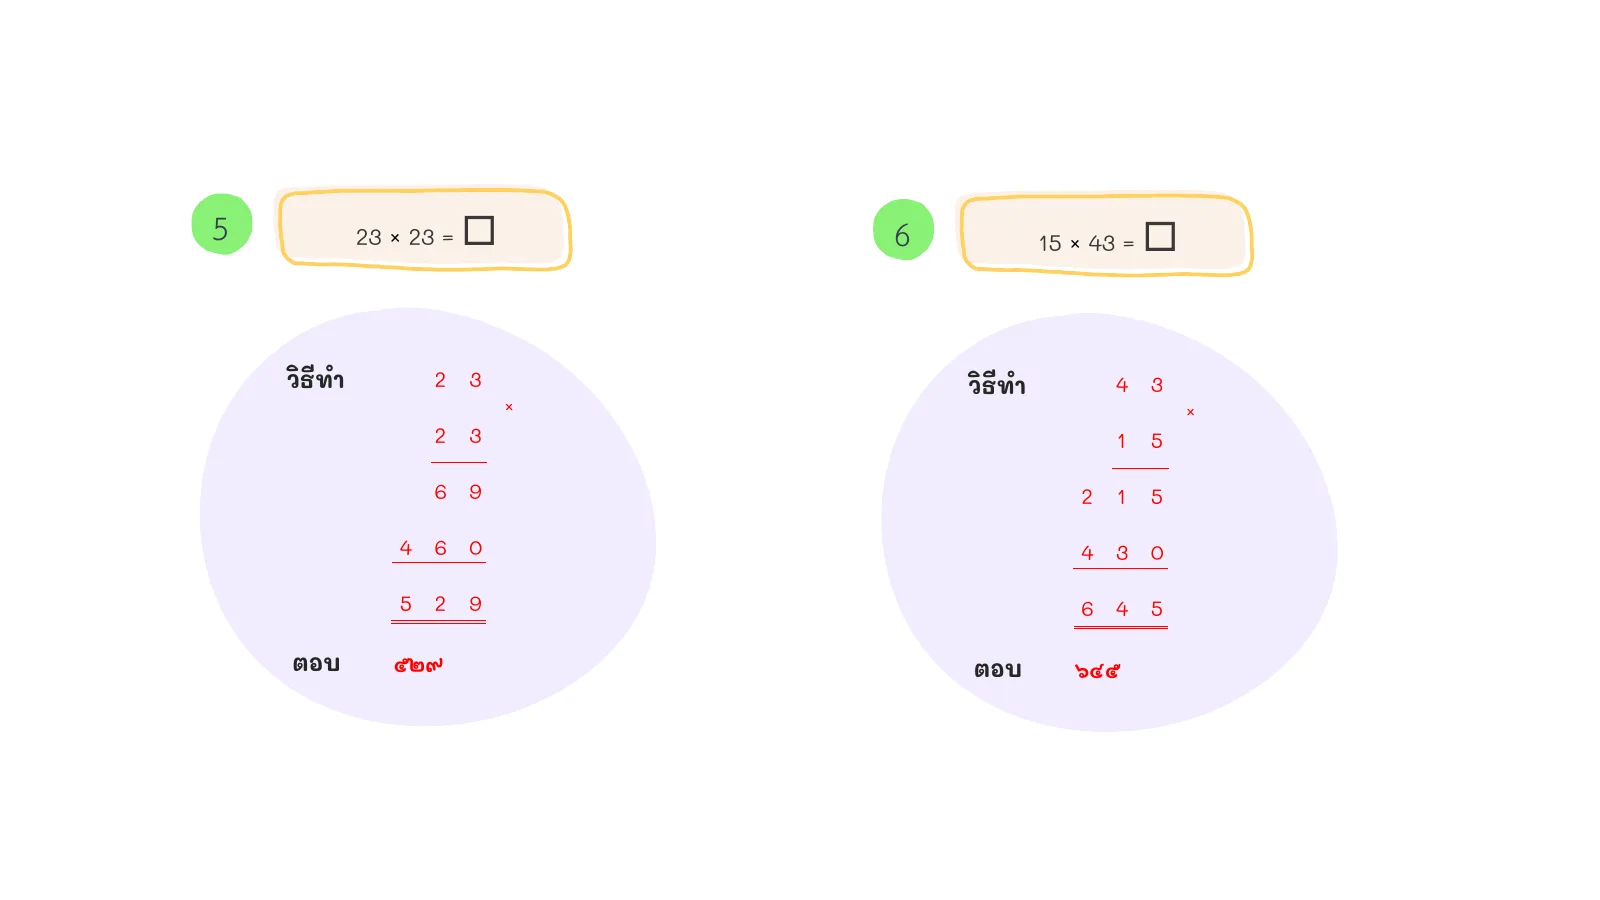 5
23 × 23 = □
วิธีทำ 2 3
×
2 3
6 9
4 6 0
5 2 9
ตอบ ๕๒๙
6
15 × 43 = □
วิธีทำ 4 3
×
1 5
2 1 5
4 3 0
6 4 5
ตอบ ๖๔๕